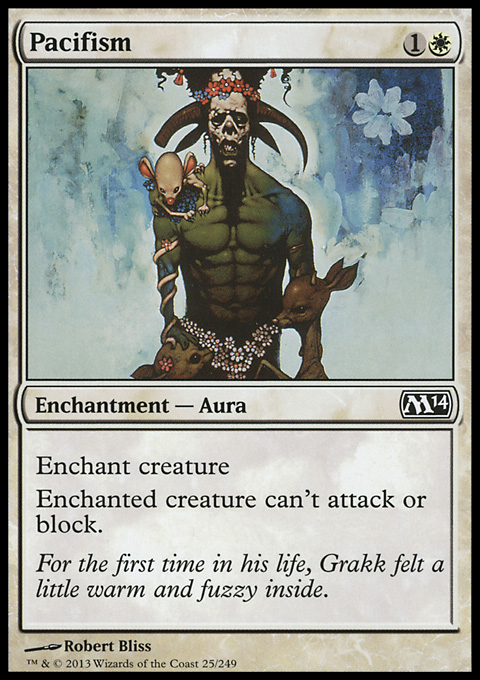 Pacifism 1
Enchantment — Aura M14
Enchant creature
Enchanted creature can't attack or
block.
For the first time in his life, Grakk felt a
little warm and fuzzy inside.
Robert Bliss
™ & © 2013 Wizards of the Coast 25/249